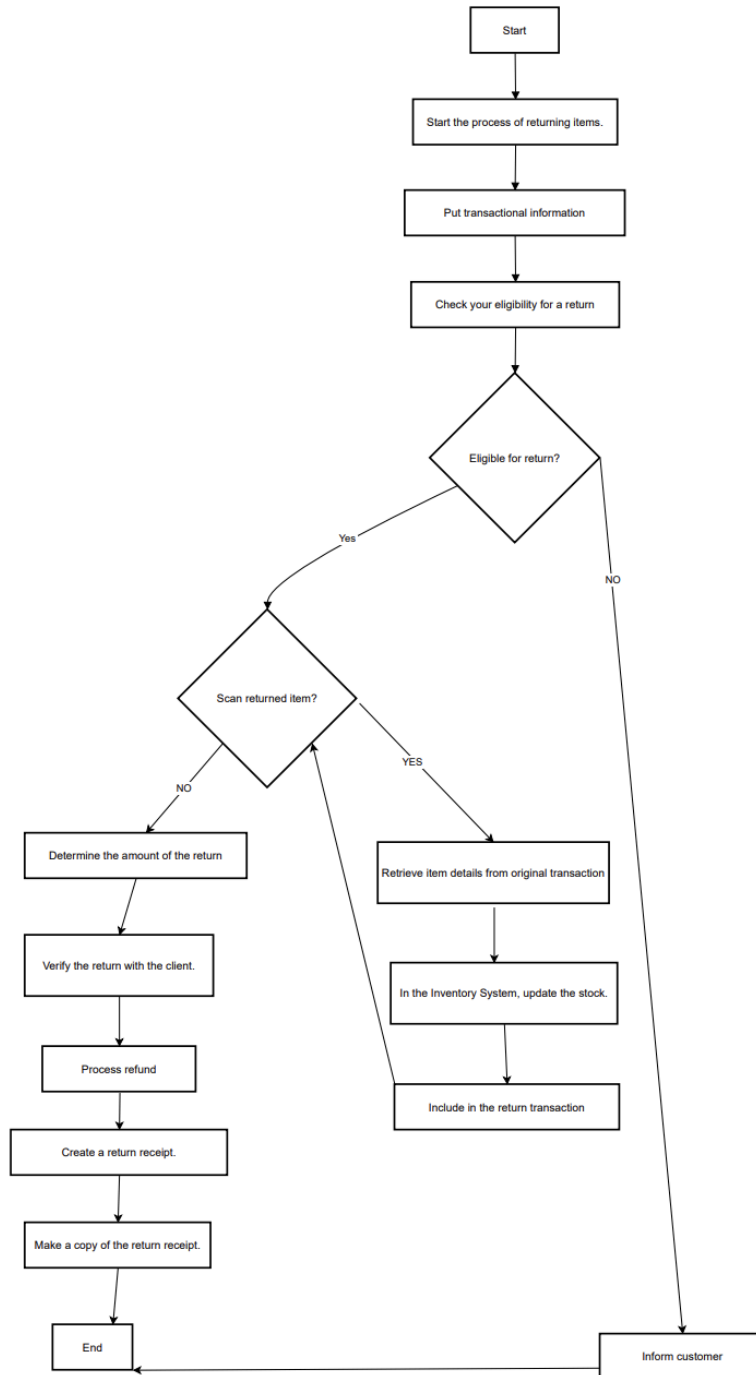 Start
Start the process of returning items.
Put transactional information
Check your eligibility for a return
Eligible for return?
Yes
NO
Scan returned item?
YES
NO
Determine the amount of the return
Retrieve item details from original transaction
Verify the return with the client.
In the Inventory System, update the stock.
Process refund
Include in the return transaction
Create a return receipt.
Make a copy of the return receipt.
End
Inform customer